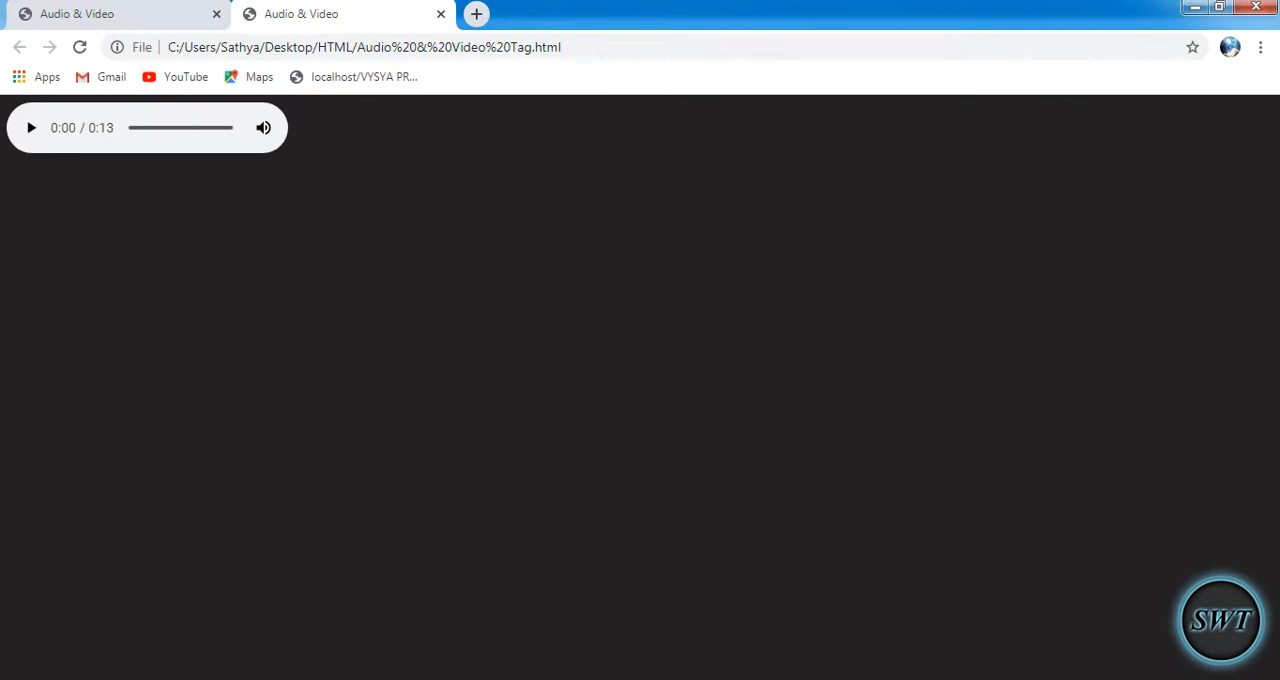 Audio & Video
Audio & Video
File
C:/Users/Sathya/Desktop/HTML/Audio%20&%20Video%20Tag.html
Apps
Gmail
YouTube
Maps
localhost/VYSYA PR...
0:00 / 0:13
SWT